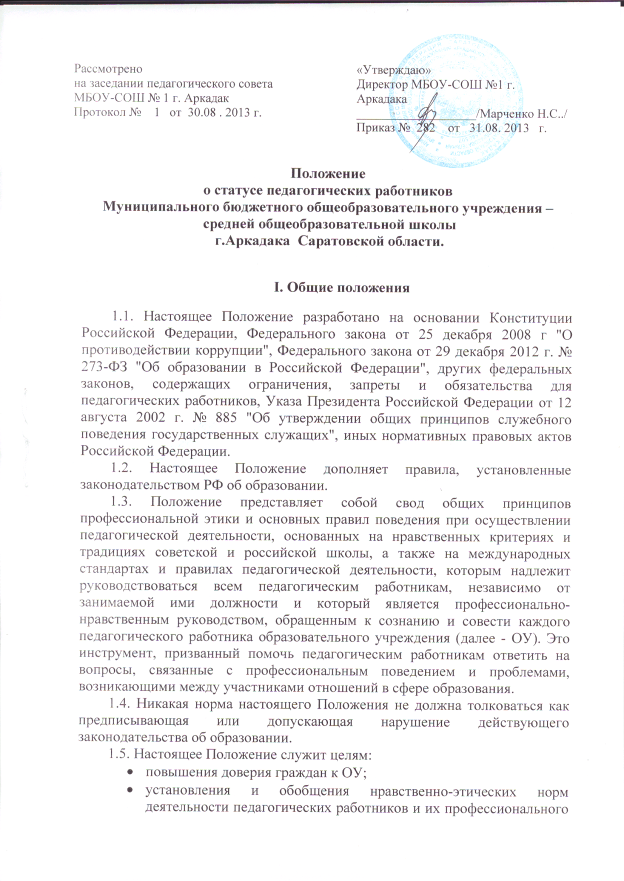 Рассмотрено
на заседании педагогического совета
МБОУ-СОШ № 1 г. Аркадак
Протокол № 1 от 30.08 . 2013 г.
«Утверждаю»
Директор МБОУ-СОШ №1 г.
Аркадака
__________________/Марченко Н.С../
Приказ № 282 от 31.08. 2013 г.
Положение
о статусе педагогических работников
Муниципального бюджетного общеобразовательного учреждения –
средней общеобразовательной школы
г.Аркадака Саратовской области.
I. Общие положения
1.1. Настоящее Положение разработано на основании Конституции
Российской Федерации, Федерального закона от 25 декабря 2008 г "О
противодействии коррупции", Федерального закона от 29 декабря 2012 г. №
273-ФЗ "Об образовании в Российской Федерации", других федеральных
законов, содержащих ограничения, запреты и обязательства для
педагогических работников, Указа Президента Российской Федерации от 12
августа 2002 г. № 885 "Об утверждении общих принципов служебного
поведения государственных служащих", иных нормативных правовых актов
Российской Федерации.
1.2. Настоящее Положение дополняет правила, установленные
законодательством РФ об образовании.
1.3. Положение представляет собой свод общих принципов
профессиональной этики и основных правил поведения при осуществлении
педагогической деятельности, основанных на нравственных критериях и
традициях советской и российской школы, а также на международных
стандартах и правилах педагогической деятельности, которым надлежит
руководствоваться всем педагогическим работникам, независимо от
занимаемой ими должности и который является профессионально-
нравственным руководством, обращенным к сознанию и совести каждого
педагогического работника образовательного учреждения (далее - ОУ). Это
инструмент, призванный помочь педагогическим работникам ответить на
вопросы, связанные с профессиональным поведением и проблемами,
возникающими между участниками отношений в сфере образования.
1.4. Никакая норма настоящего Положения не должна толковаться как
предписывающая или допускающая нарушение действующего
законодательства об образовании.
1.5. Настоящее Положение служит целям:
• повышения доверия граждан к ОУ;
• установления и обобщения нравственно-этических норм
деятельности педагогических работников и их профессионального